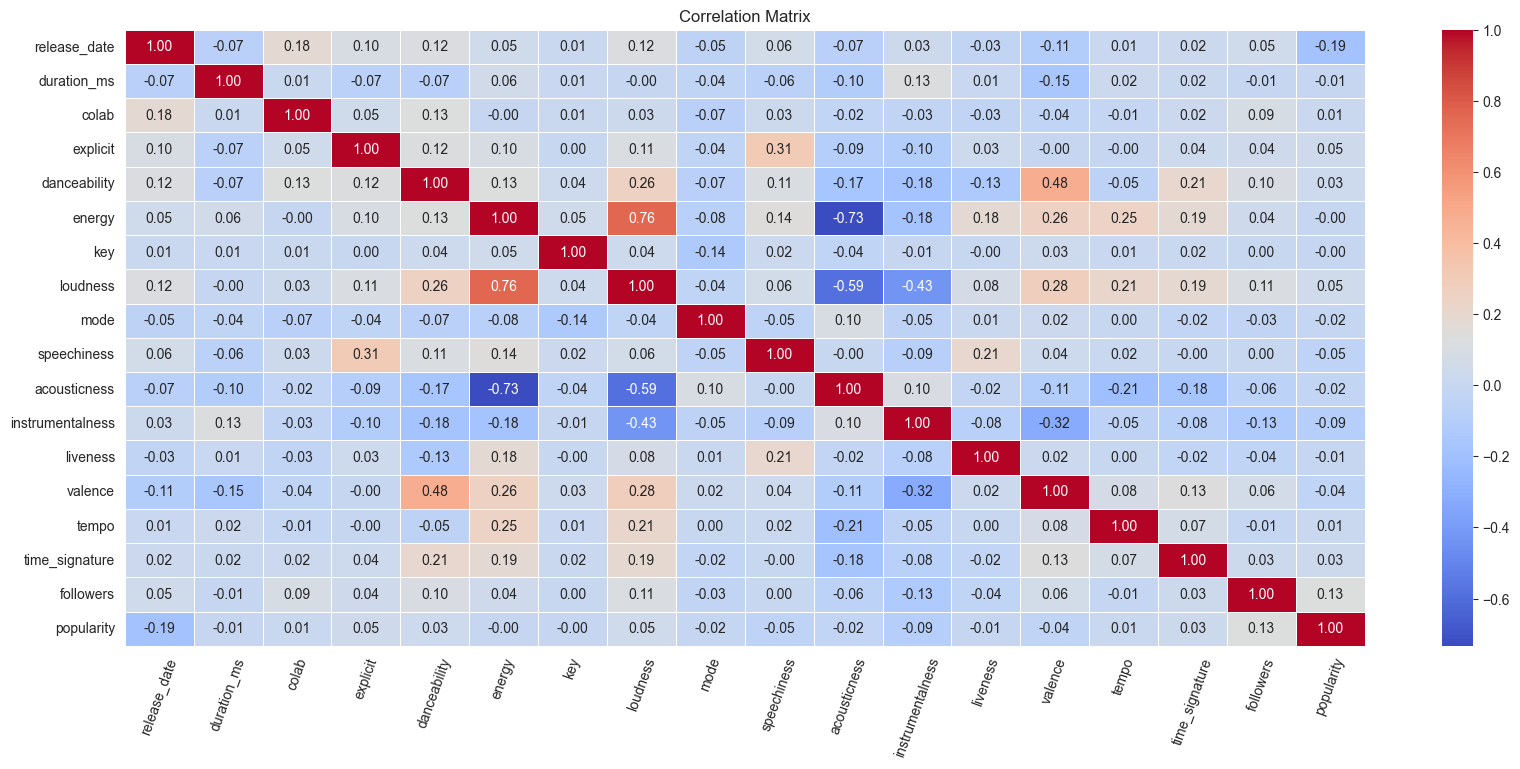 Correlation Matrix
release_date 1.00 -0.07 0.18 0.10 0.12 0.05 0.01 0.12 -0.05 0.06 -0.07 0.03 -0.03 -0.11 0.01 0.02 0.05 -0.19
duration_ms -0.07 1.00 0.01 -0.07 -0.07 0.06 0.01 -0.00 -0.04 -0.06 -0.10 0.13 0.01 -0.15 0.02 0.02 -0.01 -0.01
colab 0.18 0.01 1.00 0.05 0.13 -0.00 0.01 0.03 -0.07 0.03 -0.02 -0.03 -0.03 -0.04 -0.01 0.02 0.09 0.01
explicit 0.10 -0.07 0.05 1.00 0.12 0.10 0.00 0.11 -0.04 0.31 -0.09 -0.10 0.03 -0.00 -0.00 0.04 0.04 0.05
danceability 0.12 -0.07 0.13 0.12 1.00 0.13 0.04 0.26 -0.07 0.11 -0.17 -0.18 -0.13 0.48 -0.05 0.21 0.10 0.03
energy 0.05 0.06 -0.00 0.10 0.13 1.00 0.05 0.76 -0.08 0.14 -0.73 -0.18 0.18 0.26 0.25 0.19 0.04 -0.00
key 0.01 0.01 0.01 0.00 0.04 0.05 1.00 0.04 -0.14 0.02 -0.04 -0.01 -0.00 0.03 0.01 0.02 0.00 -0.00
loudness 0.12 -0.00 0.03 0.11 0.26 0.76 0.04 1.00 -0.04 0.06 -0.59 -0.43 0.08 0.28 0.21 0.19 0.11 0.05
mode -0.05 -0.04 -0.07 -0.04 -0.07 -0.08 -0.14 -0.04 1.00 -0.05 0.10 -0.05 0.01 0.02 0.00 -0.02 -0.03 -0.02
speechiness 0.06 -0.06 0.03 0.31 0.11 0.14 0.02 0.06 -0.05 1.00 -0.00 -0.09 0.21 0.04 0.02 -0.00 0.00 -0.05
acousticness -0.07 -0.10 -0.02 -0.09 -0.17 -0.73 -0.04 -0.59 0.10 -0.00 1.00 0.10 -0.02 -0.11 -0.21 -0.18 -0.06 -0.02
instrumentalness 0.03 0.13 -0.03 -0.10 -0.18 -0.18 -0.01 -0.43 -0.05 -0.09 0.10 1.00 -0.08 -0.32 -0.05 -0.08 -0.13 -0.09
liveness -0.03 0.01 -0.03 0.03 -0.13 0.18 -0.00 0.08 0.01 0.21 -0.02 -0.08 1.00 0.02 0.00 -0.02 -0.04 -0.01
valence -0.11 -0.15 -0.04 -0.00 0.48 0.26 0.03 0.28 0.02 0.04 -0.11 -0.32 0.02 1.00 0.08 0.13 0.06 -0.04
tempo 0.01 0.02 -0.01 -0.00 -0.05 0.25 0.01 0.21 0.00 0.02 -0.21 -0.05 0.00 0.08 1.00 0.07 -0.01 0.01
time_signature 0.02 0.02 0.02 0.04 0.21 0.19 0.02 0.19 -0.02 -0.00 -0.18 -0.08 -0.02 0.13 0.07 1.00 0.03 0.03
followers 0.05 -0.01 0.09 0.04 0.10 0.04 0.00 0.11 -0.03 0.00 -0.06 -0.13 -0.04 0.06 -0.01 0.03 1.00 0.13
popularity -0.19 -0.01 0.01 0.05 0.03 -0.00 -0.00 0.05 -0.02 -0.05 -0.02 -0.09 -0.01 -0.04 0.01 0.03 0.13 1.00
release_date duration_ms colab explicit danceability energy key loudness mode speechiness acousticness instrumentalness liveness valence tempo time_signature followers popularity
1.0
0.8
0.6
0.4
0.2
0.0
−0.2
−0.4
−0.6